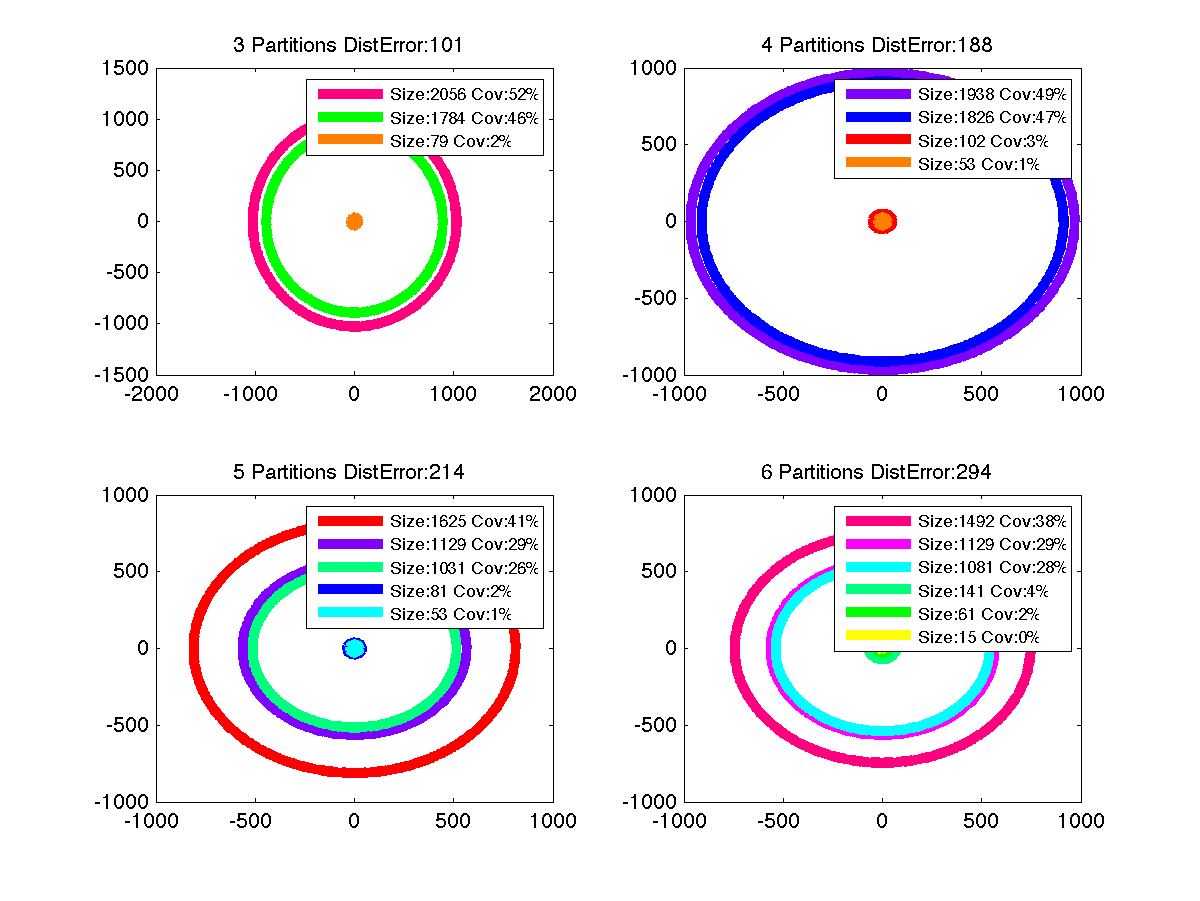 3 Partitions DistError:101
1500
1000
500
0
-500
-1000
-1500
-2000 -1000 0 1000 2000
Size:2056 Cov:52%
Size:1784 Cov:46%
Size:79 Cov:2%
4 Partitions DistError:188
1000
500
0
-500
-1000
-1000 -500 0 500 1000
Size:1938 Cov:49%
Size:1826 Cov:47%
Size:102 Cov:3%
Size:53 Cov:1%
5 Partitions DistError:214
1000
500
0
-500
-1000
-1000 -500 0 500 1000
Size:1625 Cov:41%
Size:1129 Cov:29%
Size:1031 Cov:26%
Size:81 Cov:2%
Size:53 Cov:1%
6 Partitions DistError:294
1000
500
0
-500
-1000
-1000 -500 0 500 1000
Size:1492 Cov:38%
Size:1129 Cov:29%
Size:1081 Cov:28%
Size:141 Cov:4%
Size:61 Cov:2%
Size:15 Cov:0%